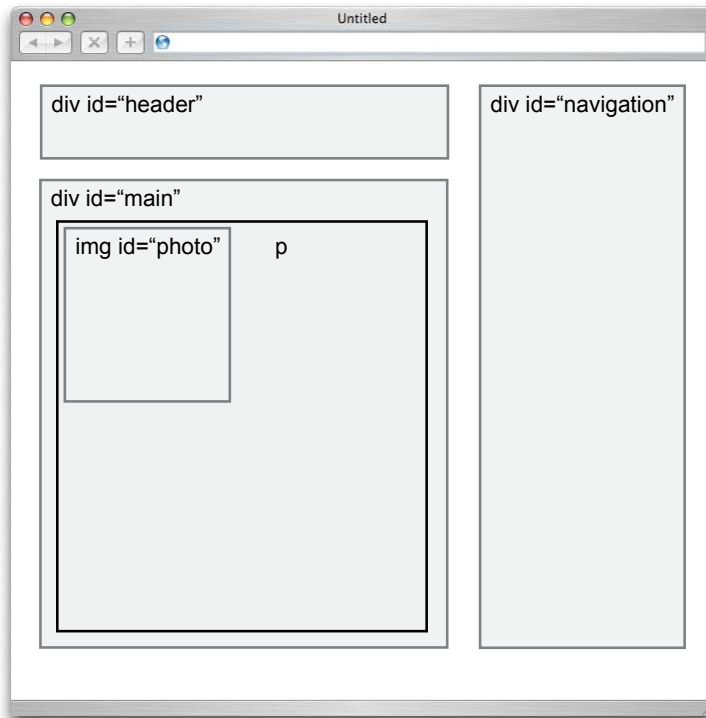 Untitled
div id=“header”
div id=“navigation”
div id=“main”
img id=“photo”
p